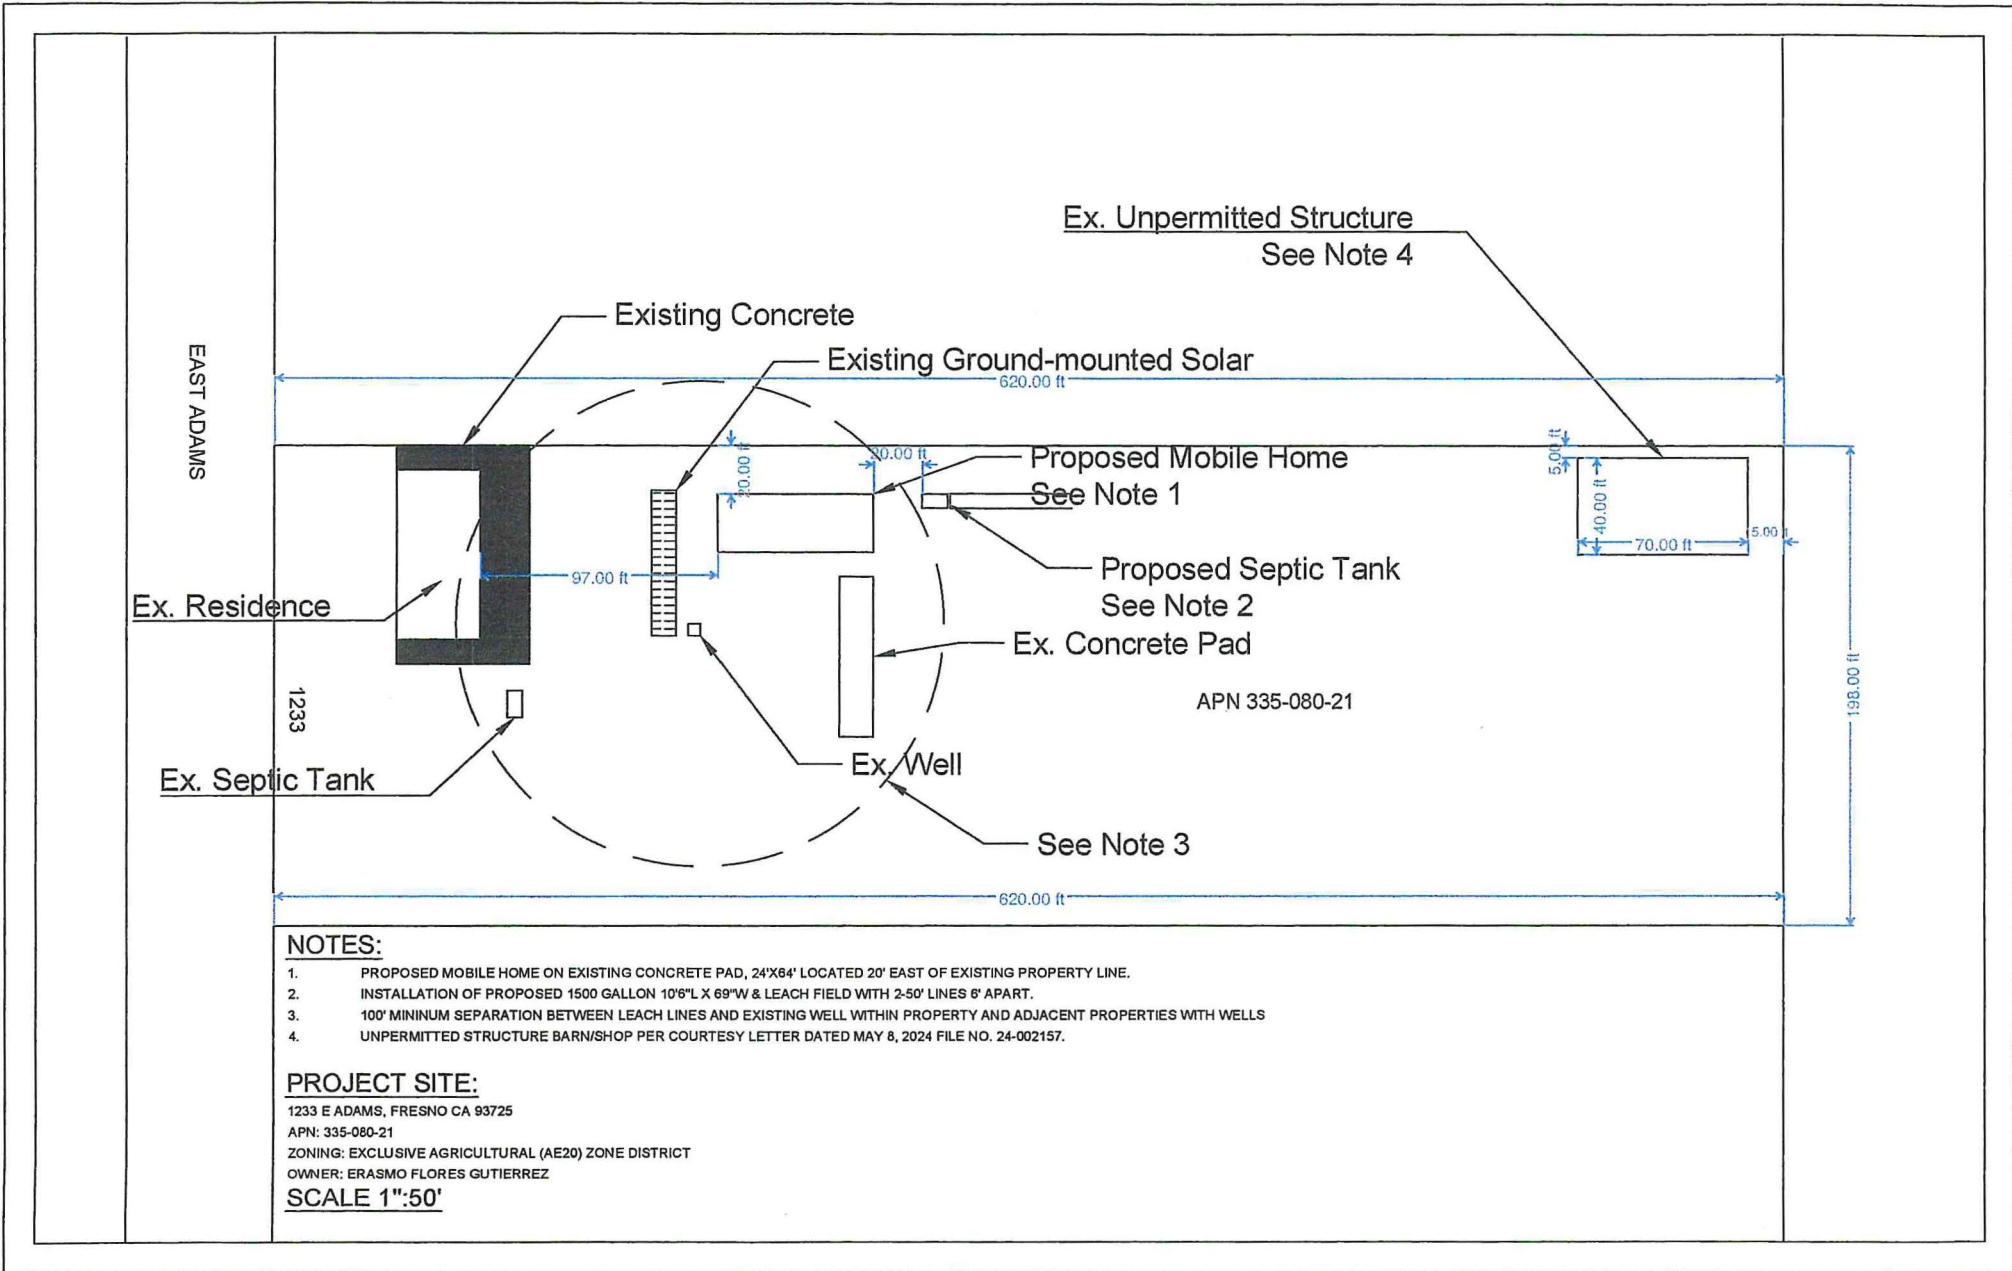 Ex. Unpermitted Structure
See Note 4
Existing Concrete
Existing Ground-mounted Solar
620.00 ft
EAST ADAMS
20.00 ft
20.00 ft
Proposed Mobile Home
See Note 1
5.00 ft
40.00 ft
70.00 ft
5.00 ft
97.00 ft
Proposed Septic Tank
See Note 2
Ex. Residence
Ex. Concrete Pad
198.00 ft
1233
APN 335-080-21
Ex. Well
Ex. Septic Tank
See Note 3
620.00 ft
NOTES:
1. PROPOSED MOBILE HOME ON EXISTING CONCRETE PAD, 24'X64' LOCATED 20' EAST OF EXISTING PROPERTY LINE.
2. INSTALLATION OF PROPOSED 1500 GALLON 10'6"L X 69"W & LEACH FIELD WITH 2-50' LINES 6' APART.
3. 100' MININUM SEPARATION BETWEEN LEACH LINES AND EXISTING WELL WITHIN PROPERTY AND ADJACENT PROPERTIES WITH WELLS
4. UNPERMITTED STRUCTURE BARN/SHOP PER COURTESY LETTER DATED MAY 8, 2024 FILE NO. 24-002157.
PROJECT SITE:
1233 E ADAMS, FRESNO CA 93725
APN: 335-080-21
ZONING: EXCLUSIVE AGRICULTURAL (AE20) ZONE DISTRICT
OWNER: ERASMO FLORES GUTIERREZ
SCALE 1":50'